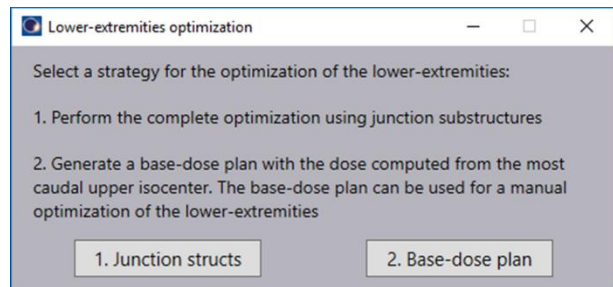 Lower-extremities optimization
Select a strategy for the optimization of the lower-extremities:
1. Perform the complete optimization using junction substructures
2. Generate a base-dose plan with the dose computed from the most
caudal upper isocenter. The base-dose plan can be used for a manual
optimization of the lower-extremities
1. Junction structs
2. Base-dose plan